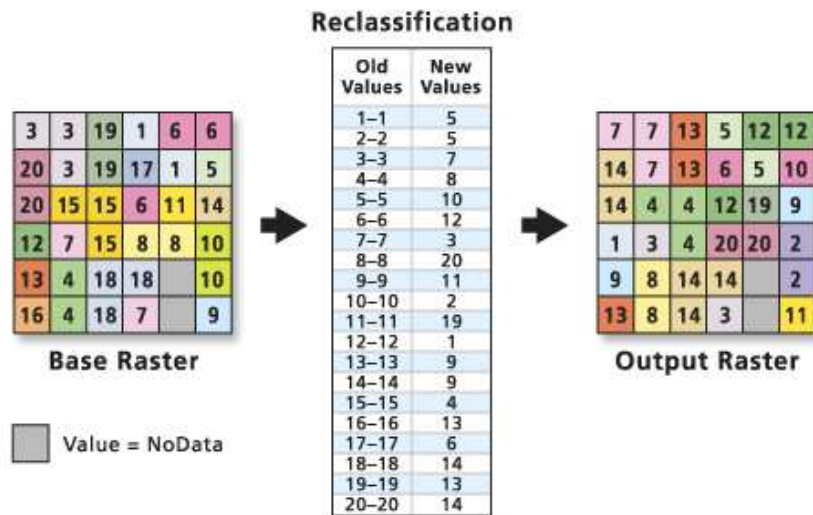 Reclassification
Old Values New Values
1–1 5
2–2 5
3–3 7
4–4 8
5–5 10
6–6 12
7–7 3
8–8 20
9–9 11
10–10 2
11–11 19
12–12 1
13–13 9
14–14 9
15–15 4
16–16 13
17–17 6
18–18 14
19–19 13
20–20 14
3 3 19 1 6 6
20 3 19 17 1 5
20 15 15 6 11 14
12 7 15 8 8 10
13 4 18 18 10
16 4 18 7 9
Base Raster
Value = NoData
7 7 13 5 12 12
14 7 13 6 5 10
14 4 4 12 19 9
1 3 4 20 20 2
9 8 14 14 2
13 8 14 3 11
Output Raster